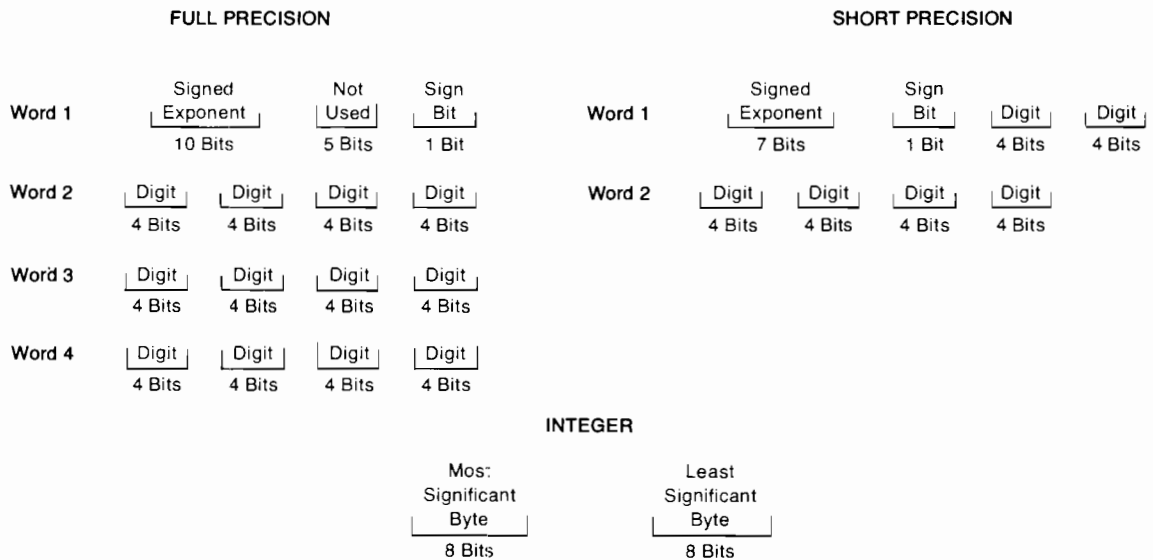 FULL PRECISION
Word 1 Signed Exponent Not Used Sign Bit
10 Bits 5 Bits 1 Bit
Word 2 Digit Digit Digit Digit
4 Bits 4 Bits 4 Bits 4 Bits
Word 3 Digit Digit Digit Digit
4 Bits 4 Bits 4 Bits 4 Bits
Word 4 Digit Digit Digit Digit
4 Bits 4 Bits 4 Bits 4 Bits
SHORT PRECISION
Word 1 Signed Exponent Sign Bit Digit Digit
7 Bits 1 Bit 4 Bits 4 Bits
Word 2 Digit Digit Digit Digit
4 Bits 4 Bits 4 Bits 4 Bits
INTEGER
Most Significant Byte Least Significant Byte
8 Bits 8 Bits